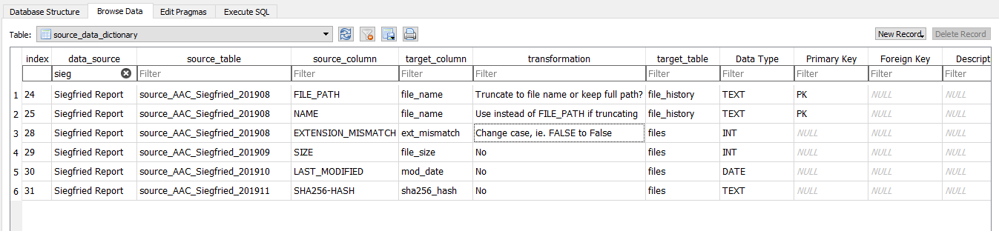 Database Structure Browse Data Edit Pragmas Execute SQL
Table: source_data_dictionary New Record Delete Record
index data_source source_table source_column target_column transformation target_table Data Type Primary Key Foreign Key Descript
sieg Filter Filter Filter Filter Filter Filter Filter Filter Filter
1 24 Siegfried Report source_AAC_Siegfried_201908 FILE_PATH file_name Truncate to file name or keep full path? file_history TEXT PK NULL NULL
2 25 Siegfried Report source_AAC_Siegfried_201908 NAME file_name Use instead of FILE_PATH if truncating file_history TEXT PK NULL NULL
3 28 Siegfried Report source_AAC_Siegfried_201908 EXTENSION_MISMATCH ext_mismatch Change case, ie. FALSE to False files INT NULL NULL NULL
4 29 Siegfried Report source_AAC_Siegfried_201909 SIZE file_size No files INT NULL NULL NULL
5 30 Siegfried Report source_AAC_Siegfried_201910 LAST_MODIFIED mod_date No files DATE NULL NULL NULL
6 31 Siegfried Report source_AAC_Siegfried_201911 SHA256-HASH sha256_hash No files TEXT NULL NULL NULL